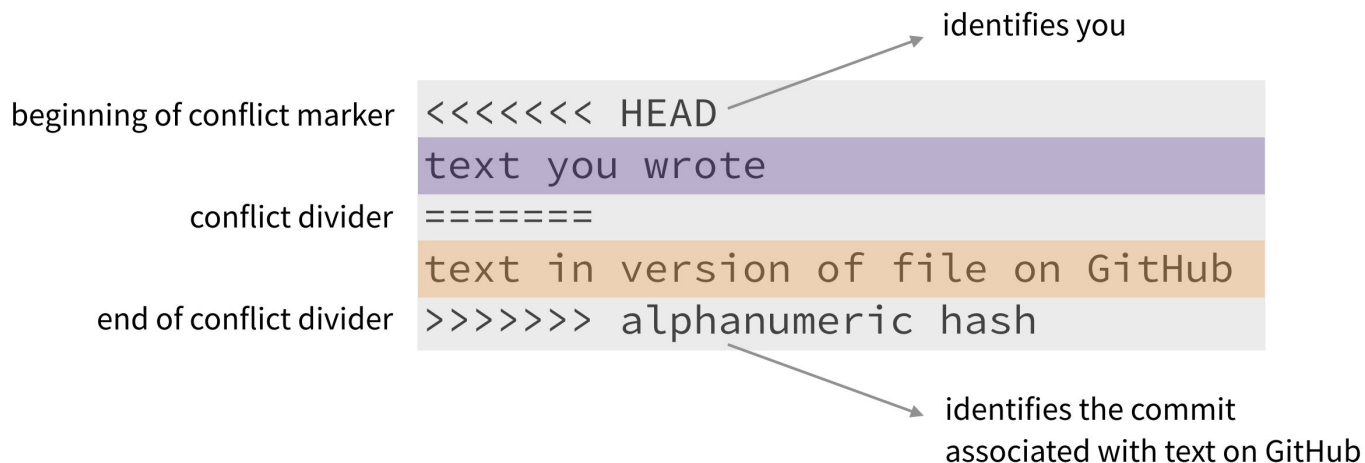 identifies you
beginning of conflict marker <<<<<<< HEAD
text you wrote
conflict divider =======
text in version of file on GitHub
end of conflict divider >>>>>>> alphanumeric hash
identifies the commit
associated with text on GitHub